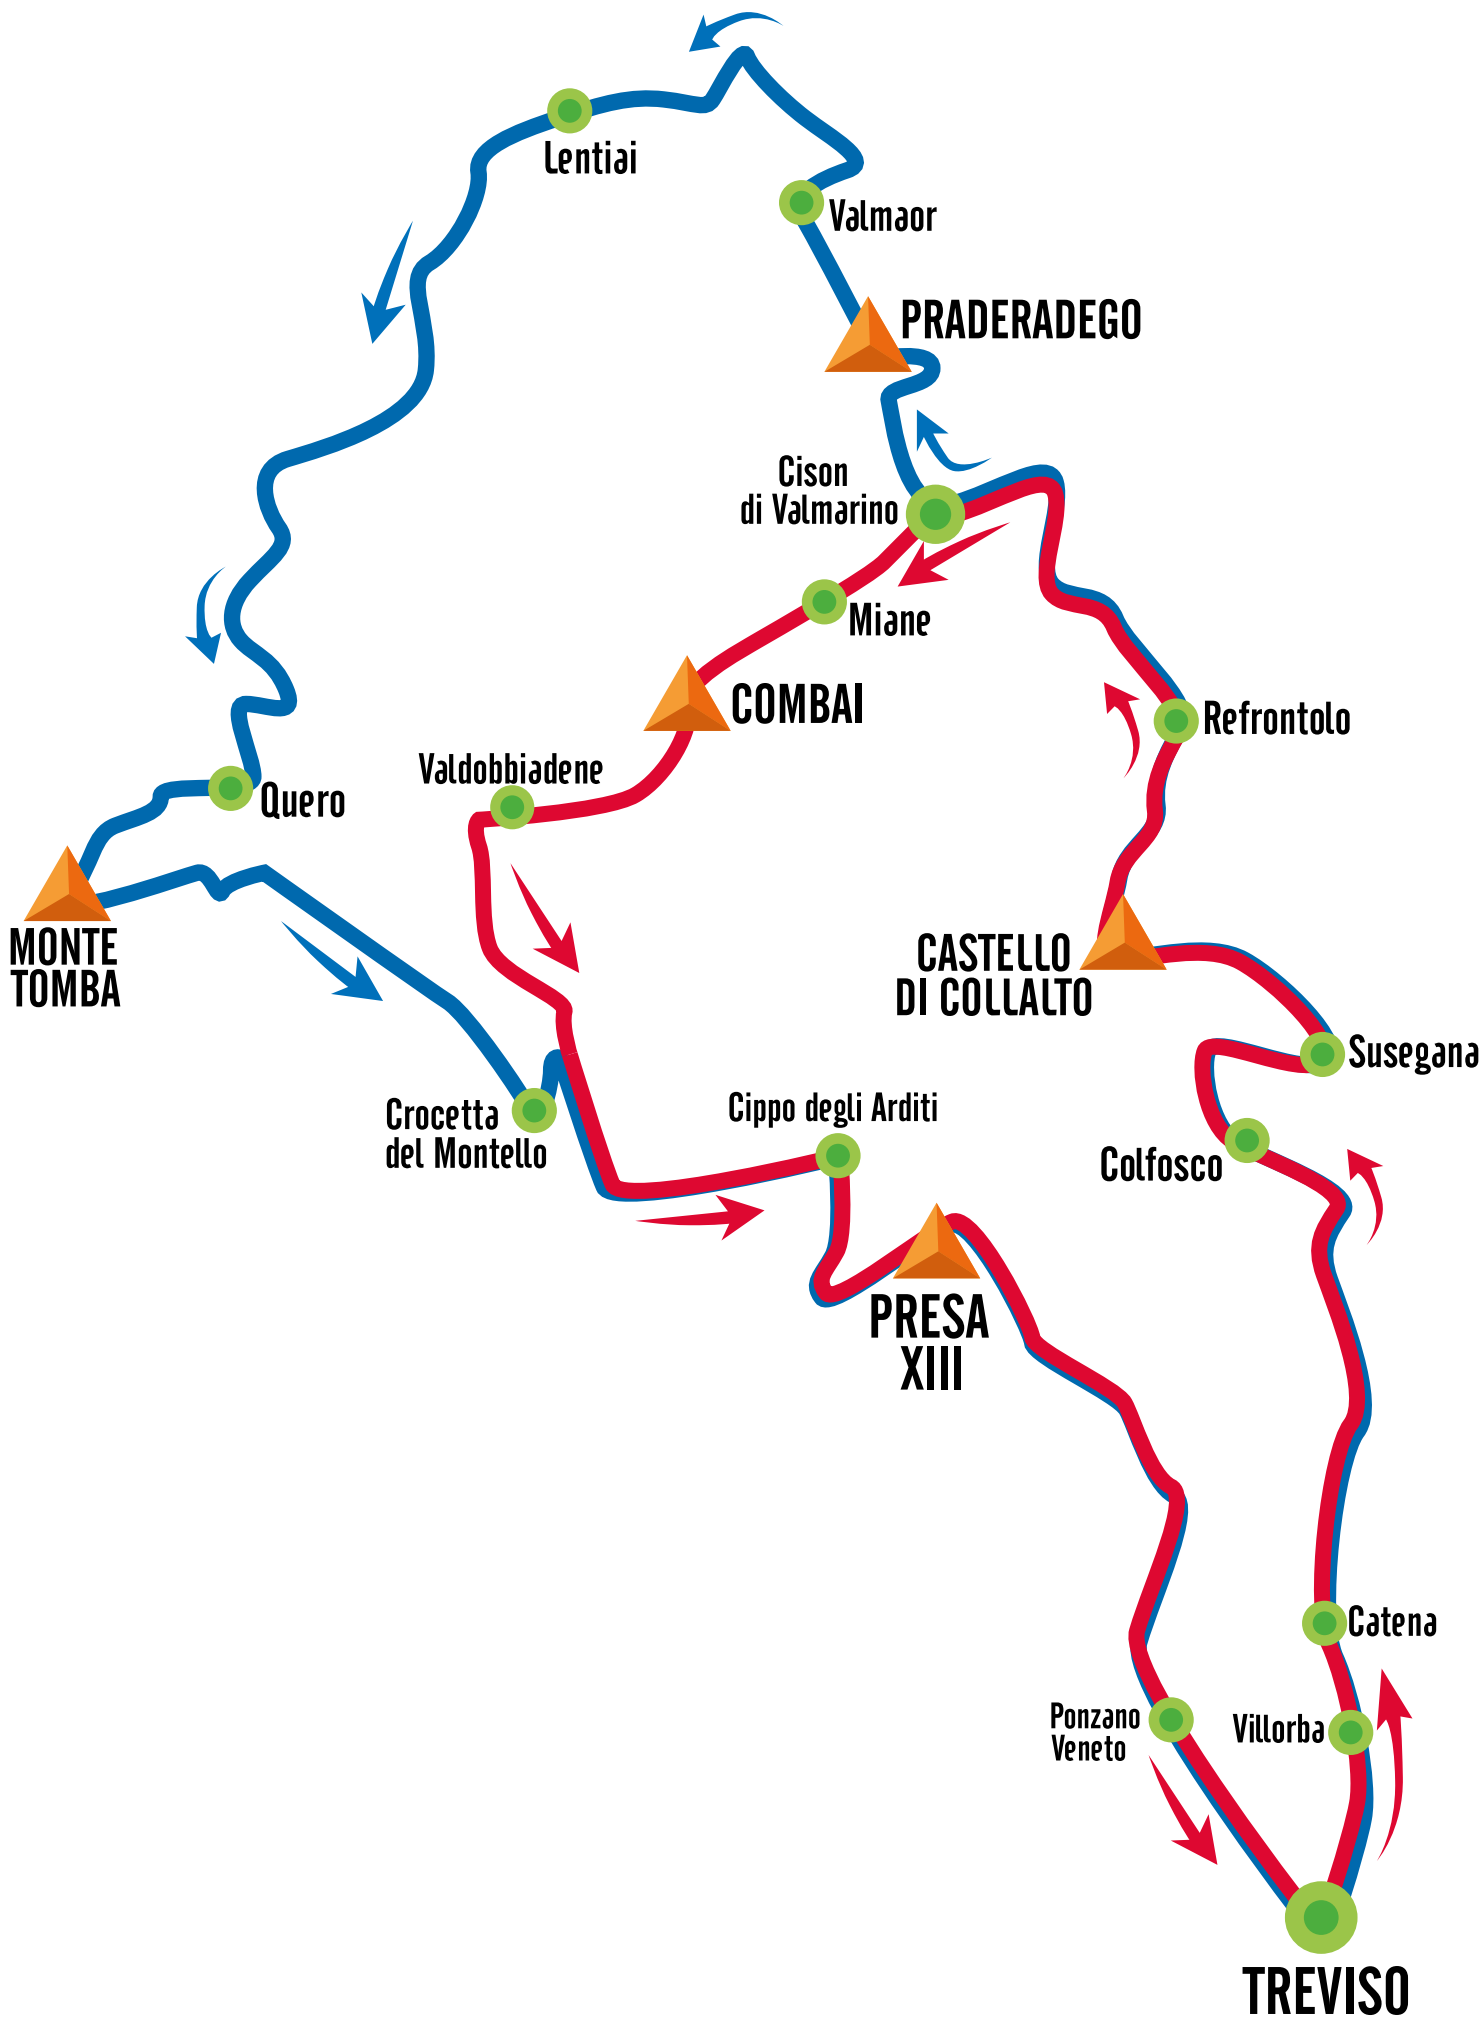 Lentiai
Valmaor
PRADERADEGO
Cison
di Valmarino
Miane
COMBAI
Refrontolo
Valdobbiadene
Quero
MONTE
TOMBA
CASTELLO
DI COLLALTO
Susegana
Crocetta
del Montello
Cippo degli Arditi
Colfosco
PRESA
XIII
Catena
Ponzano
Veneto
Villorba
TREVISO